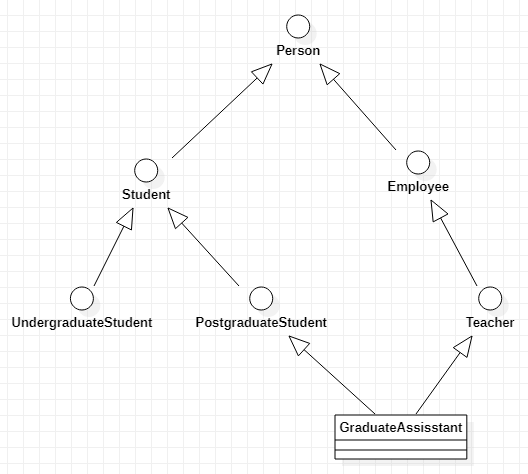 Person
Student
Employee
UndergraduateStudent
PostgraduateStudent
Teacher
GraduateAssisstant